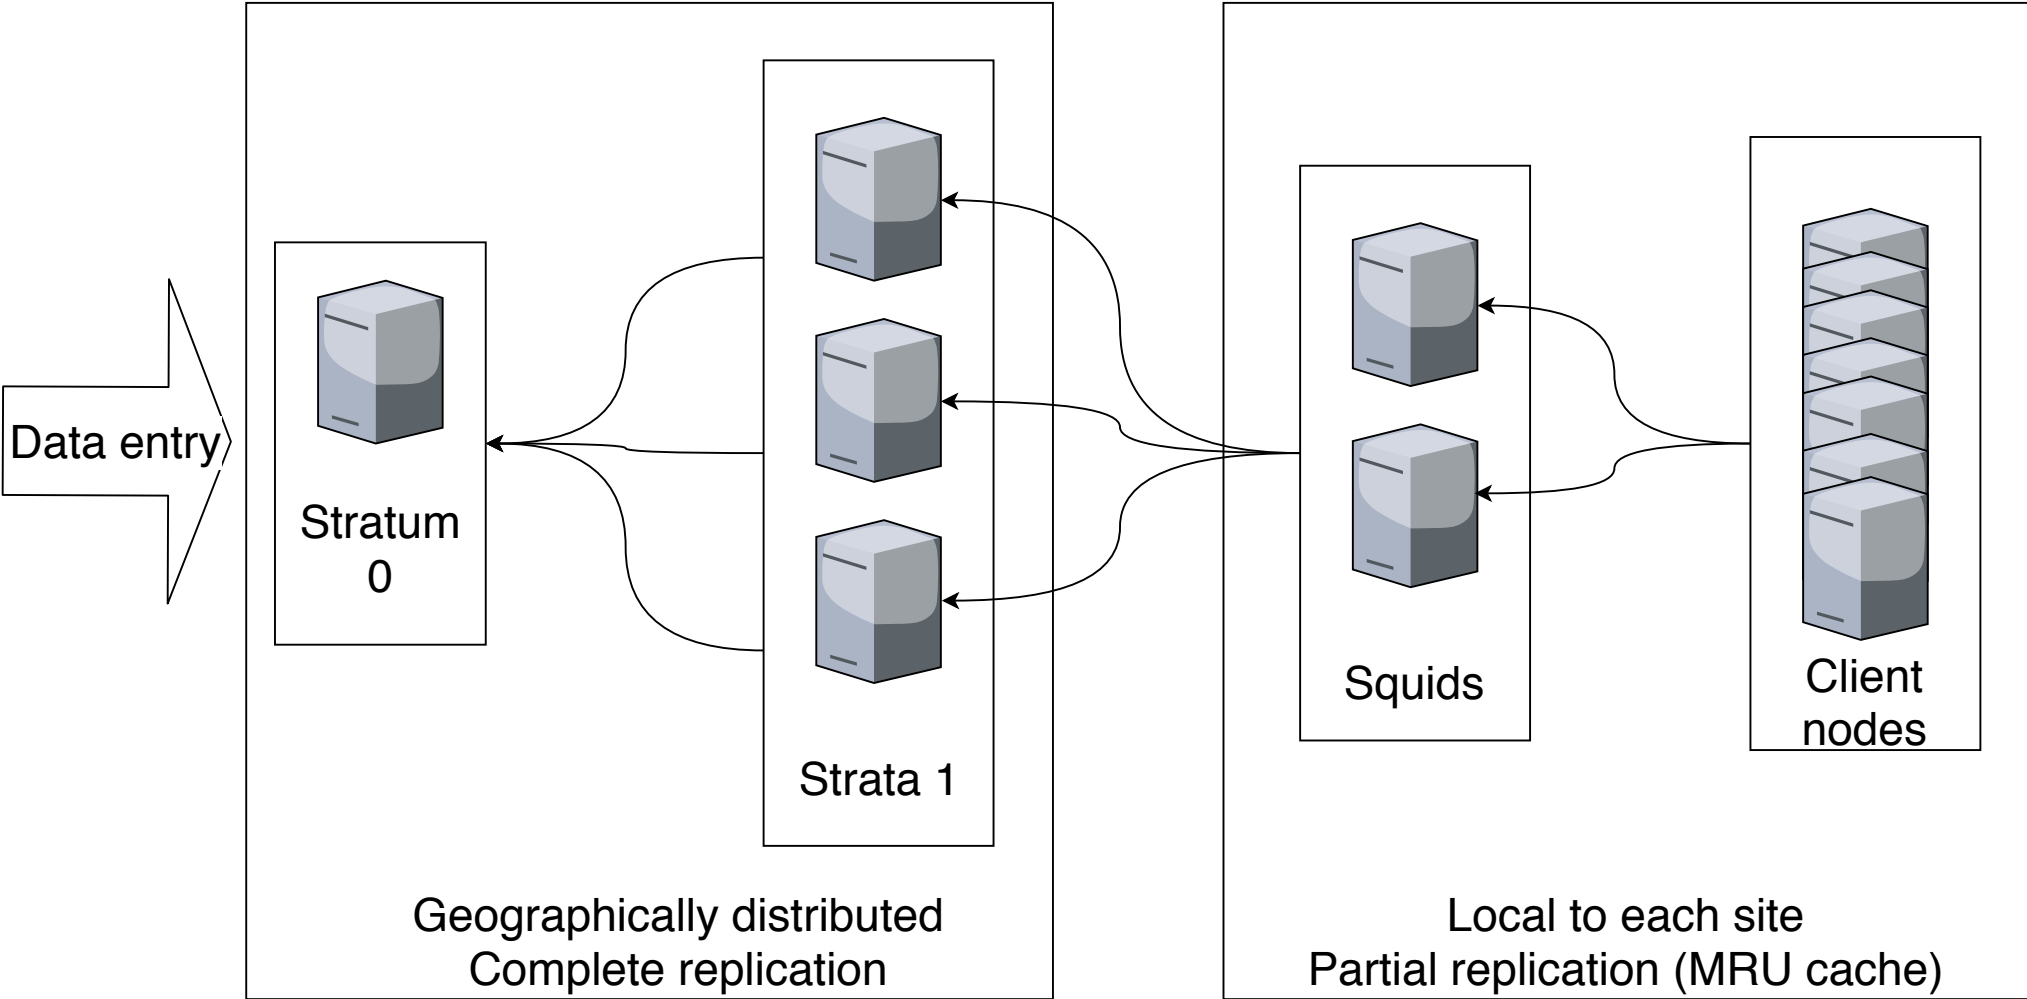 Data entry
Stratum
0
Strata 1
Geographically distributed
Complete replication
Squids
Client
nodes
Local to each site
Partial replication (MRU cache)